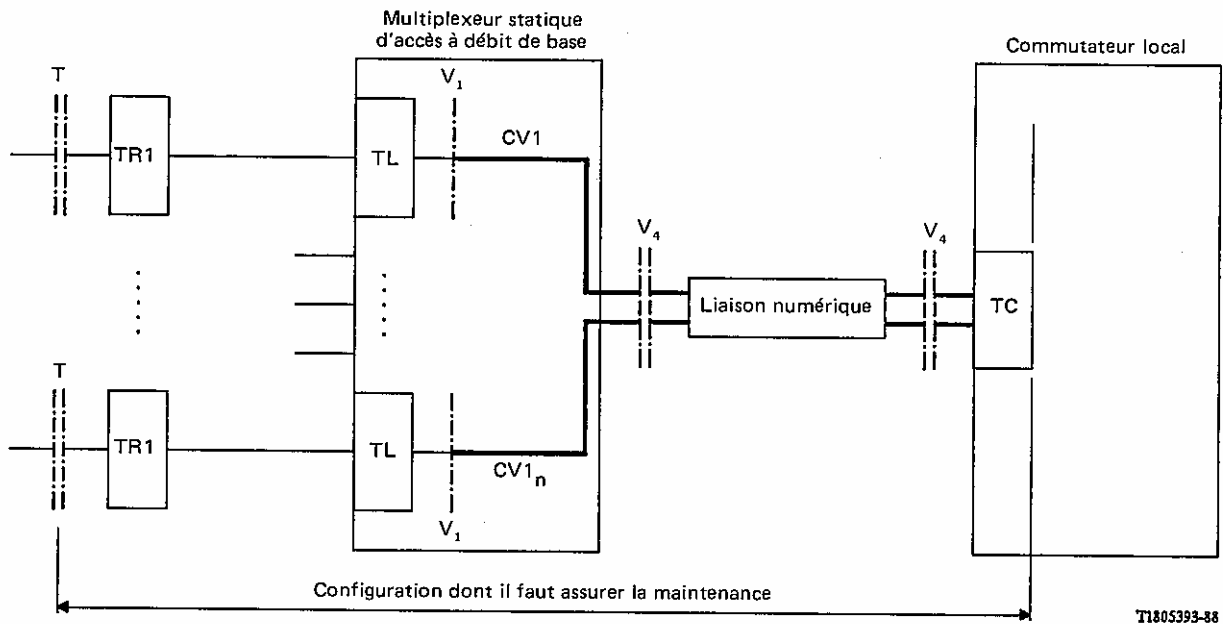 Multiplexeur statique
d'accès à débit de base
Commutateur local
T
V1
CV1
TR1
TL
V4
V4
Liaison numérique
TC
T
TR1
TL
CV1n
V1
Configuration dont il faut assurer la maintenance
T1805393-88